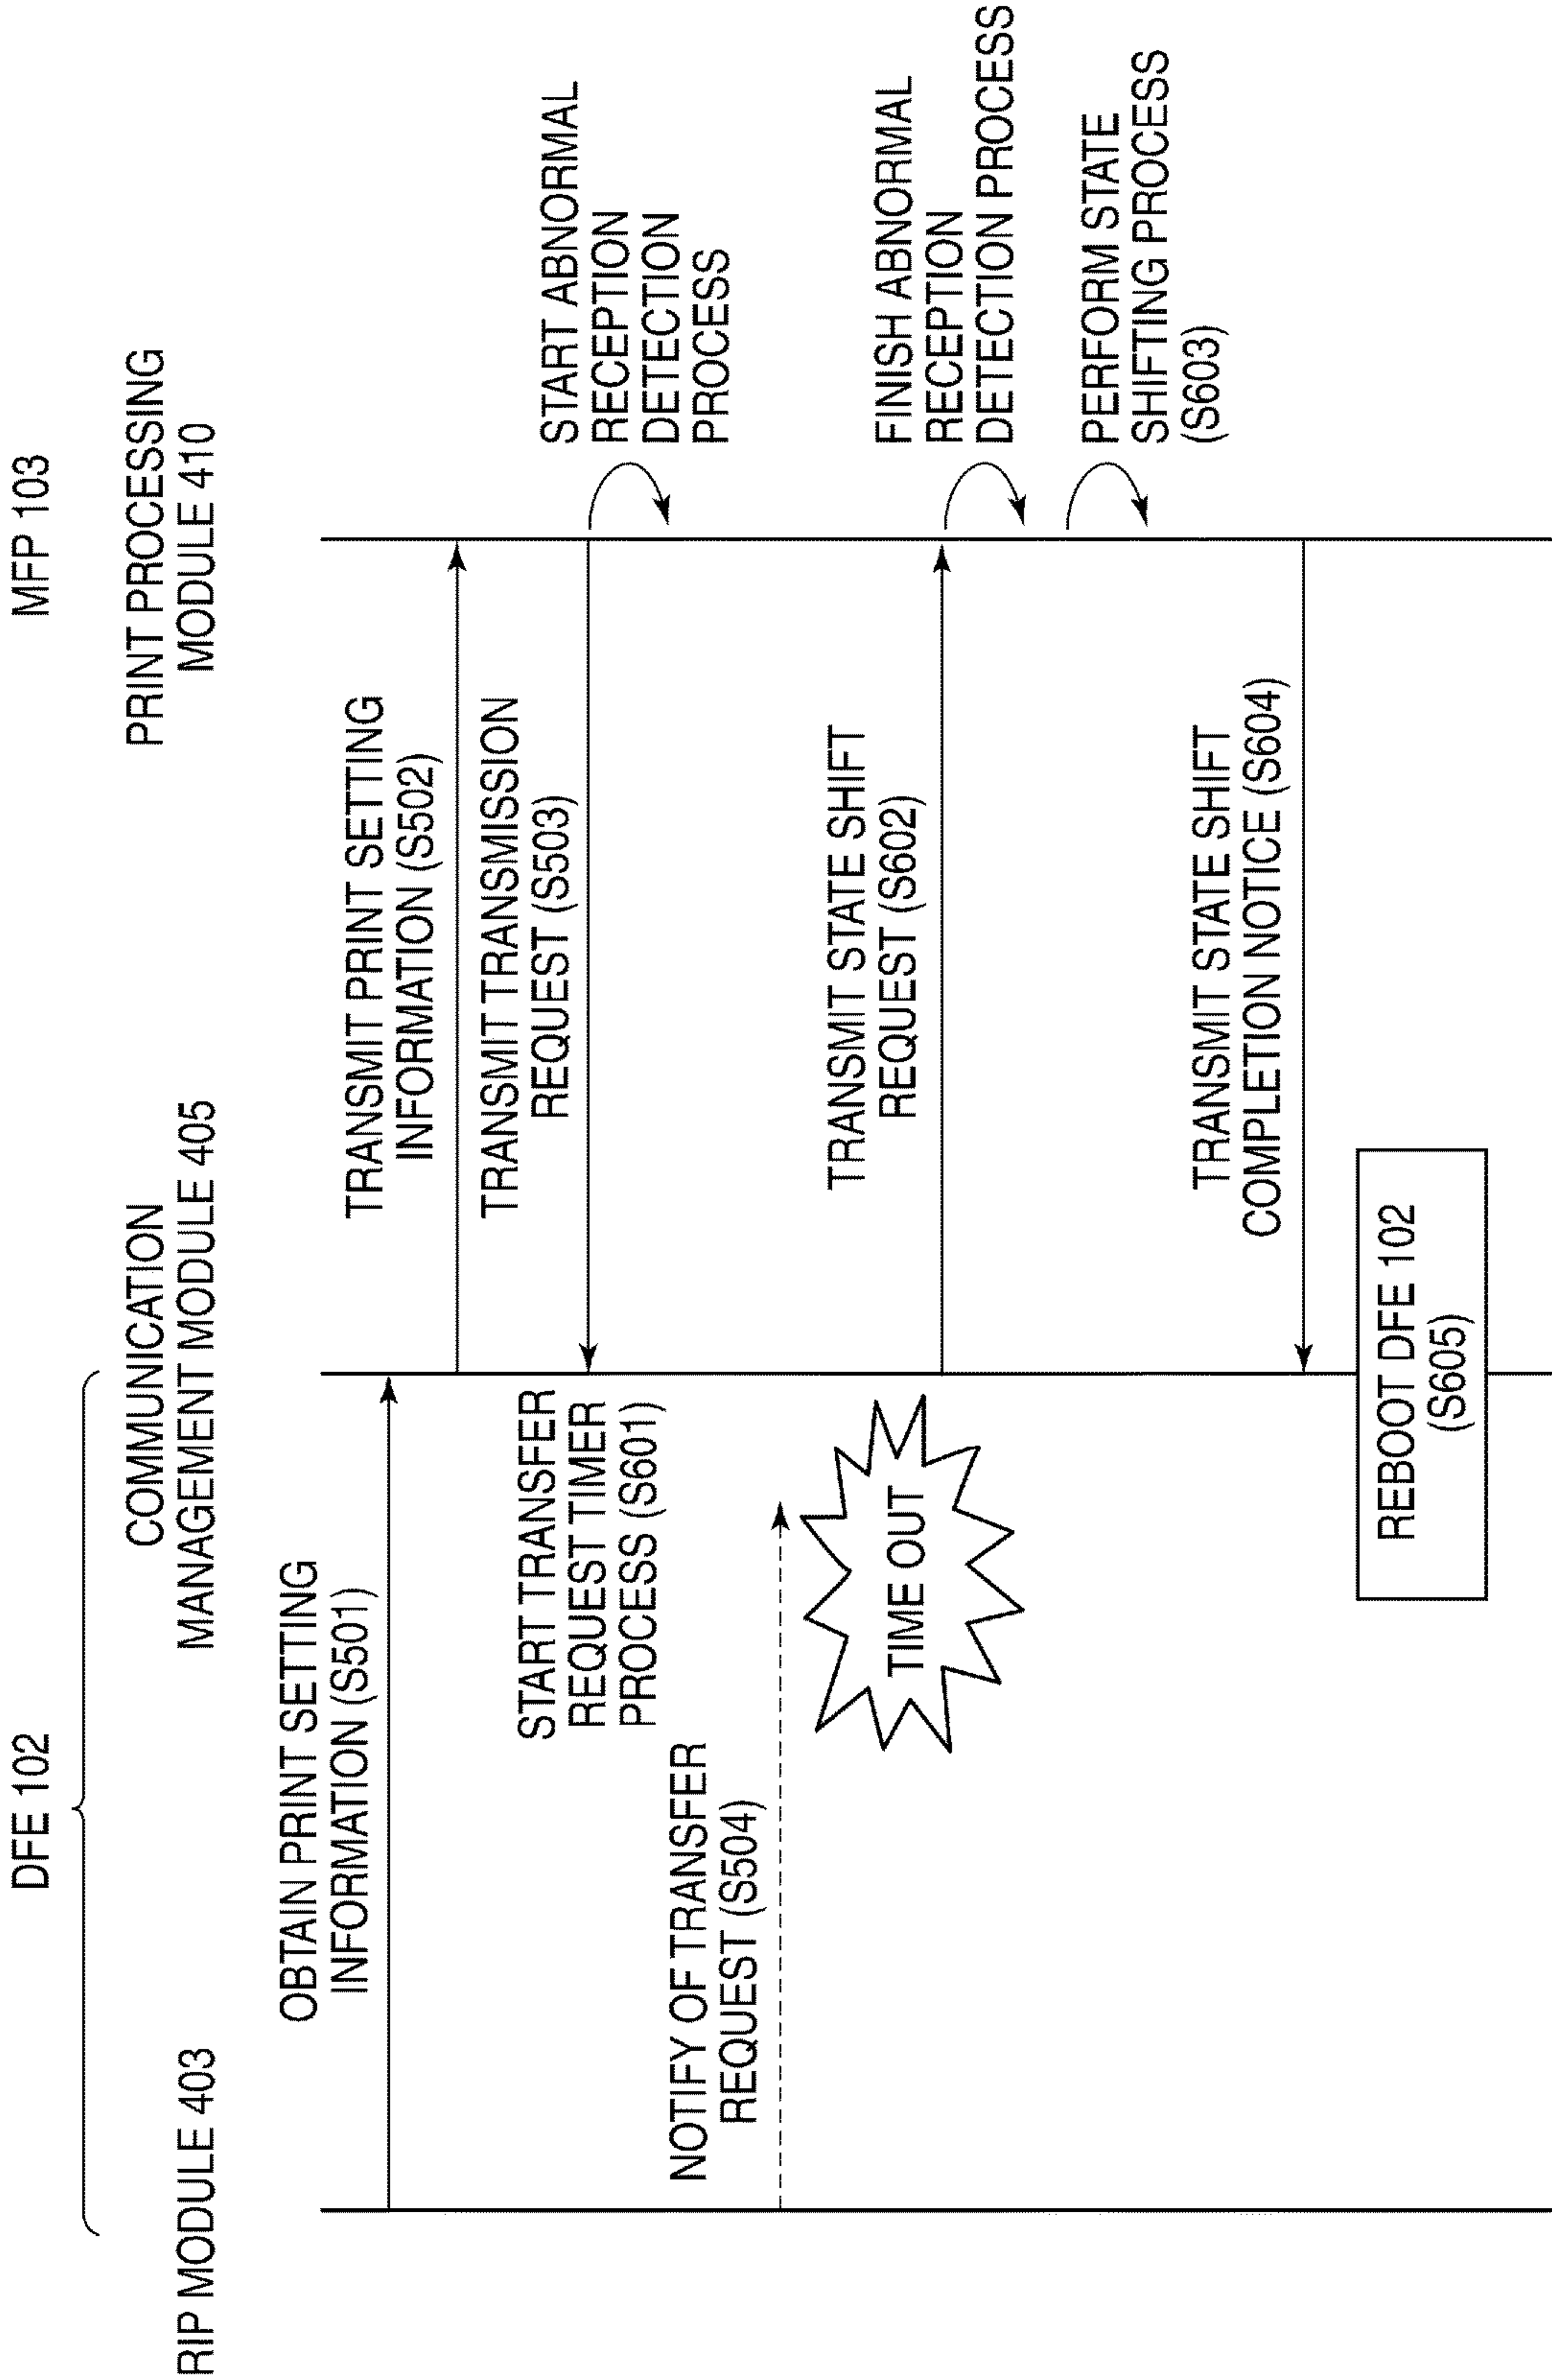 DFE 102
MFP 103
RIP MODULE 403
COMMUNICATION
MANAGEMENT MODULE 405
PRINT PROCESSING
MODULE 410
OBTAIN PRINT SETTING
INFORMATION (S501)
TRANSMIT PRINT SETTING
INFORMATION (S502)
TRANSMIT TRANSMISSION
REQUEST (S503)
START TRANSFER
REQUEST TIMER
PROCESS (S601)
START ABNORMAL
RECEPTION
DETECTION
PROCESS
NOTIFY OF TRANSFER
REQUEST (S504)
TIME OUT
TRANSMIT STATE SHIFT
REQUEST (S602)
FINISH ABNORMAL
RECEPTION
DETECTION PROCESS
PERFORM STATE
SHIFTING PROCESS
(S603)
TRANSMIT STATE SHIFT
COMPLETION NOTICE (S604)
REBOOT DFE 102
(S605)